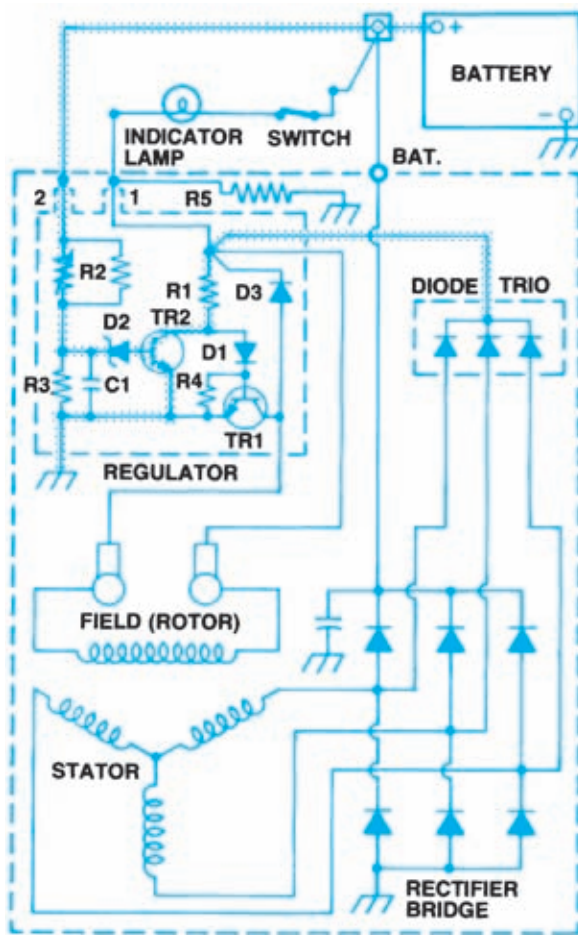 +
BATTERY
-
INDICATOR
LAMP
SWITCH
BAT.
2
1
R5
R2
R1
D3
DIODE TRIO
D2
TR2
D1
R3
C1
R4
TR1
REGULATOR
FIELD (ROTOR)
STATOR
RECTIFIER
BRIDGE